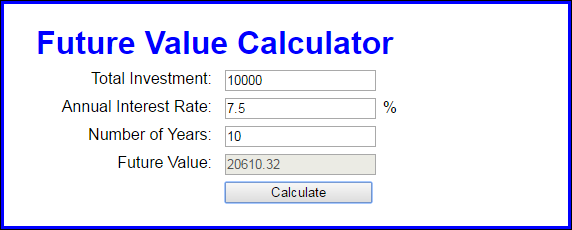 Future Value Calculator
Total Investment: 10000
Annual Interest Rate: 7.5 %
Number of Years: 10
Future Value: 20610.32
Calculate